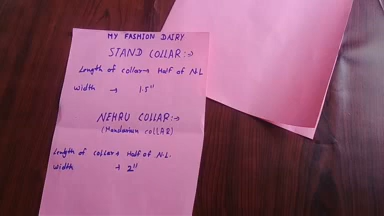 MY FASHION DAIRY
STAND COLLAR:→
Length of collar → Half of N.L
width → 1.5"
NEHRU COLLAR:→
(Mandarian COLLAR)
Length of collar → Half of N.L.
width → 2"